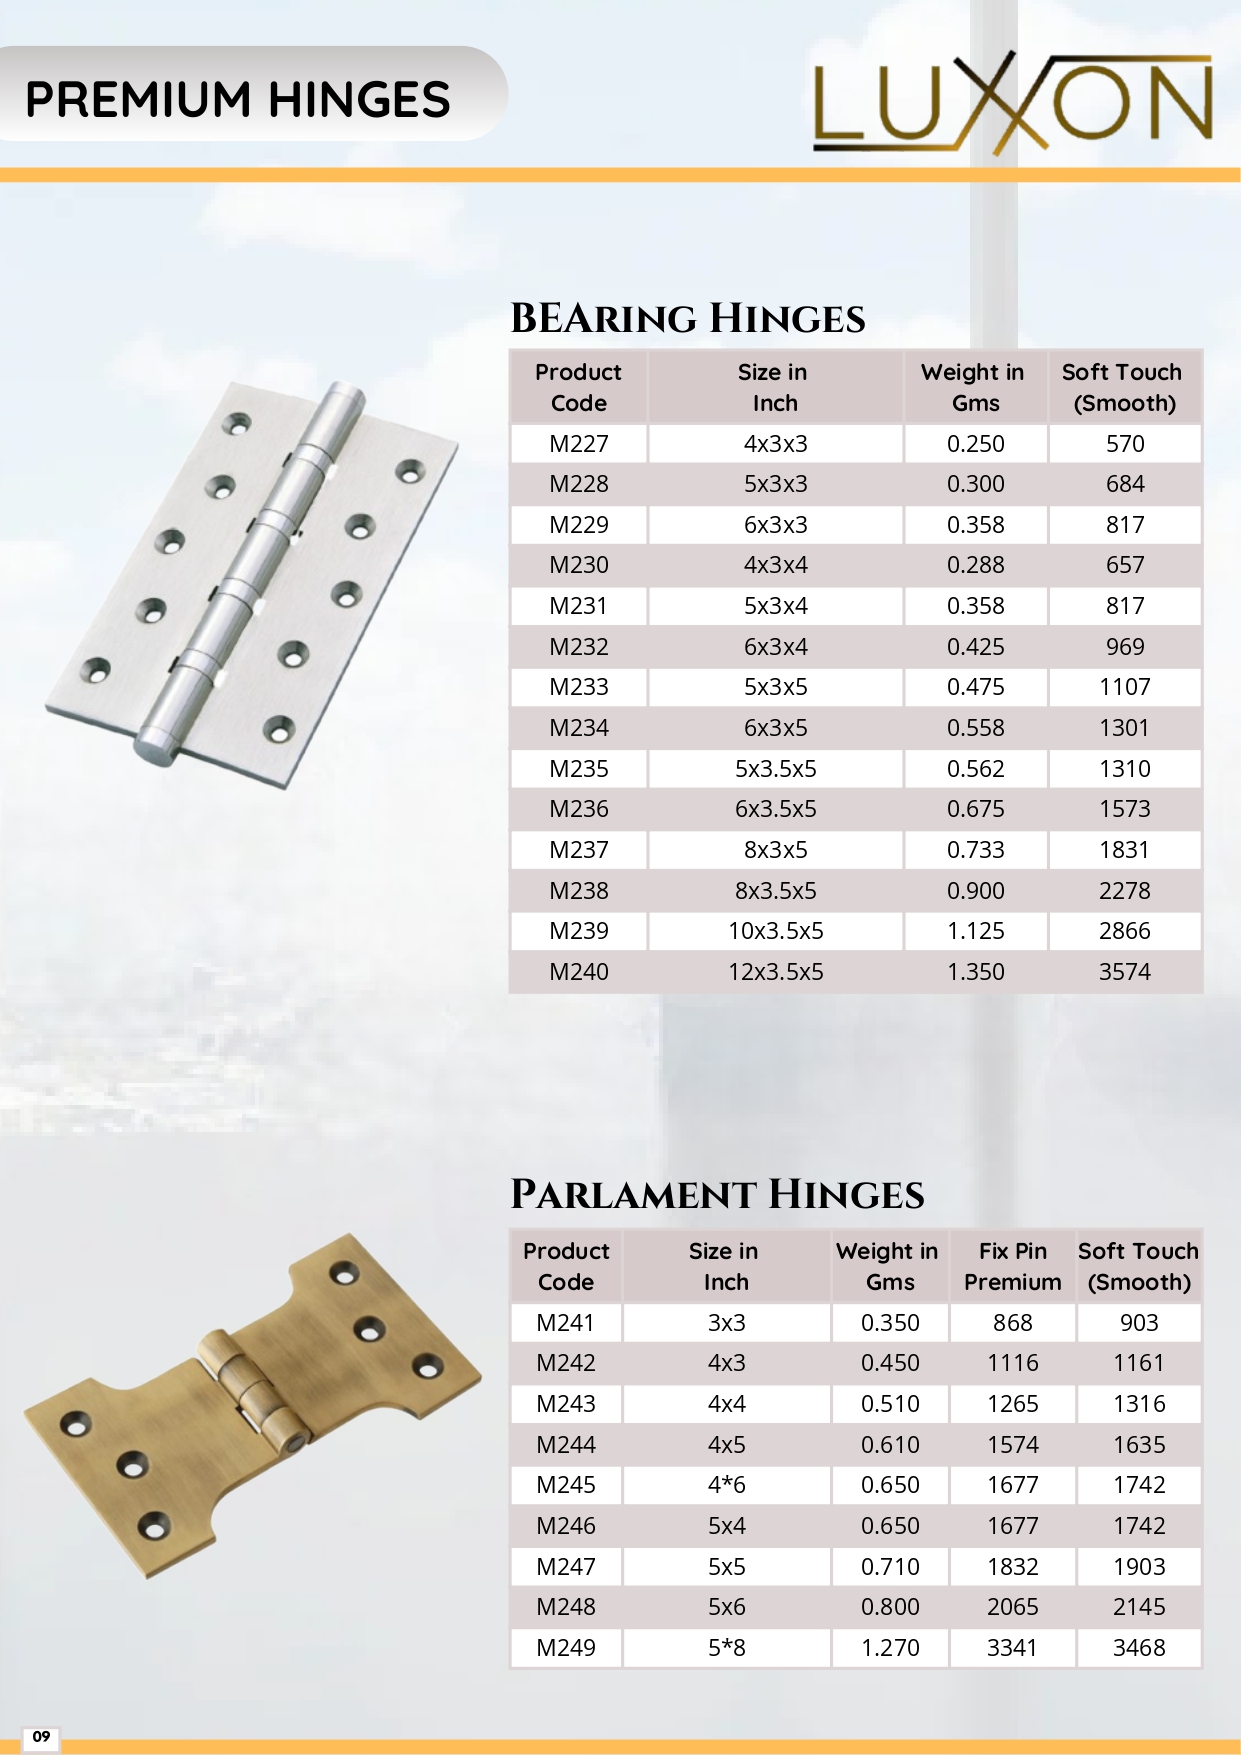 PREMIUM HINGES
LUXXON
BEARING HINGES
Product Code Size in Inch Weight in Gms Soft Touch (Smooth)
M227 4x3x3 0.250 570
M228 5x3x3 0.300 684
M229 6x3x3 0.358 817
M230 4x3x4 0.288 657
M231 5x3x4 0.358 817
M232 6x3x4 0.425 969
M233 5x3x5 0.475 1107
M234 6x3x5 0.558 1301
M235 5x3.5x5 0.562 1310
M236 6x3.5x5 0.675 1573
M237 8x3x5 0.733 1831
M238 8x3.5x5 0.900 2278
M239 10x3.5x5 1.125 2866
M240 12x3.5x5 1.350 3574
PARLAMENT HINGES
Product Code Size in Inch Weight in Gms Fix Pin Premium Soft Touch (Smooth)
M241 3x3 0.350 868 903
M242 4x3 0.450 1116 1161
M243 4x4 0.510 1265 1316
M244 4x5 0.610 1574 1635
M245 4*6 0.650 1677 1742
M246 5x4 0.650 1677 1742
M247 5x5 0.710 1832 1903
M248 5x6 0.800 2065 2145
M249 5*8 1.270 3341 3468
09